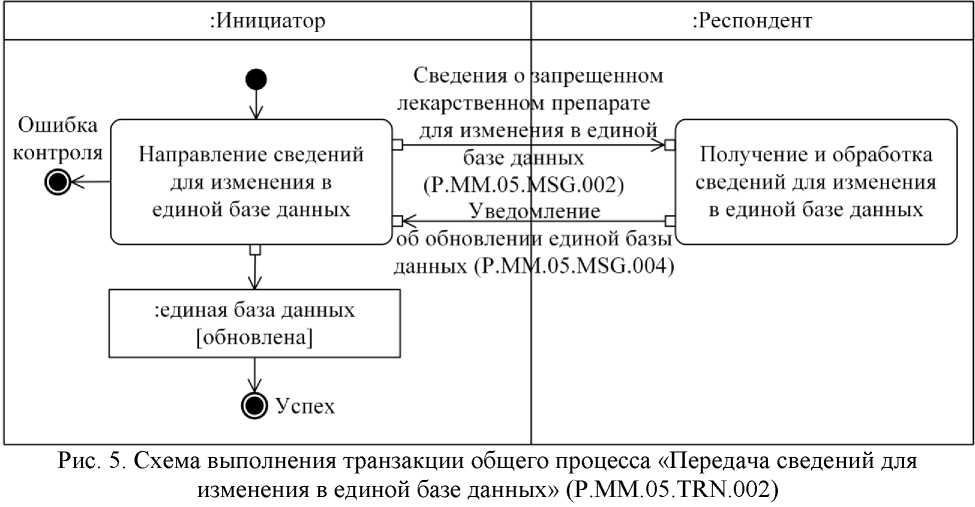 :Инициатор
:Респондент
Сведения о запрещенном
лекарственном препарате
для изменения в единой
базе данных
(P.MM.05.MSG.002)
Ошибка
контроля
Направление сведений
для изменения в
единой базе данных
Получение и обработка
сведений для изменения
в единой базе данных
Уведомление
об обновлении единой базы
данных (P.MM.05.MSG.004)
:единая база данных
[обновлена]
Успех
Рис. 5. Схема выполнения транзакции общего процесса «Передача сведений для
изменения в единой базе данных» (P.MM.05.TRN.002)